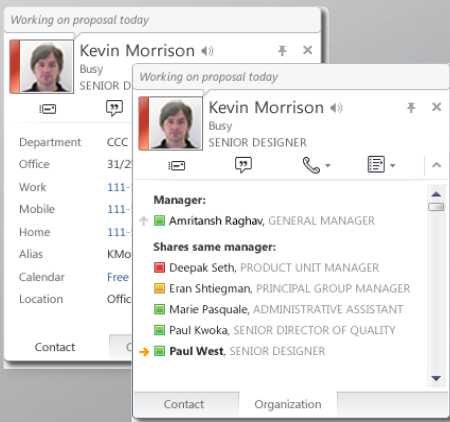 Working on proposal today
Kevin Morrison
Busy
SENIOR D
Department CCC
Office 31/2
Work 111-
Mobile 111-
Home 111-
Alias KMo
Calendar Free
Location Offic
Contact
Working on proposal today
Kevin Morrison
Busy
SENIOR DESIGNER
Manager:
Amritansh Raghav, GENERAL MANAGER
Shares same manager:
Deepak Seth, PRODUCT UNIT MANAGER
Eran Shtiegman, PRINCIPAL GROUP MANAGER
Marie Pasquale, ADMINISTRATIVE ASSISTANT
Paul Kwoka, SENIOR DIRECTOR OF QUALITY
Paul West, SENIOR DESIGNER
Contact Organization